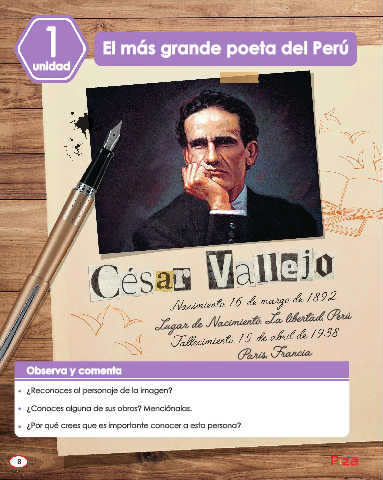 1
unidad
El más grande poeta del Perú
César Vallejo
Nacimiento 16 de marzo de 1892
Lugar de Nacimiento La libertad, Perú
Fallecimiento 15 de abril de 1938
París, Francia
Observa y comenta
• ¿Reconoces al personaje de la imagen?
• ¿Conoces alguna de sus obras? Menciónalas.
• ¿Por qué crees que es importante conocer a esta persona?
8